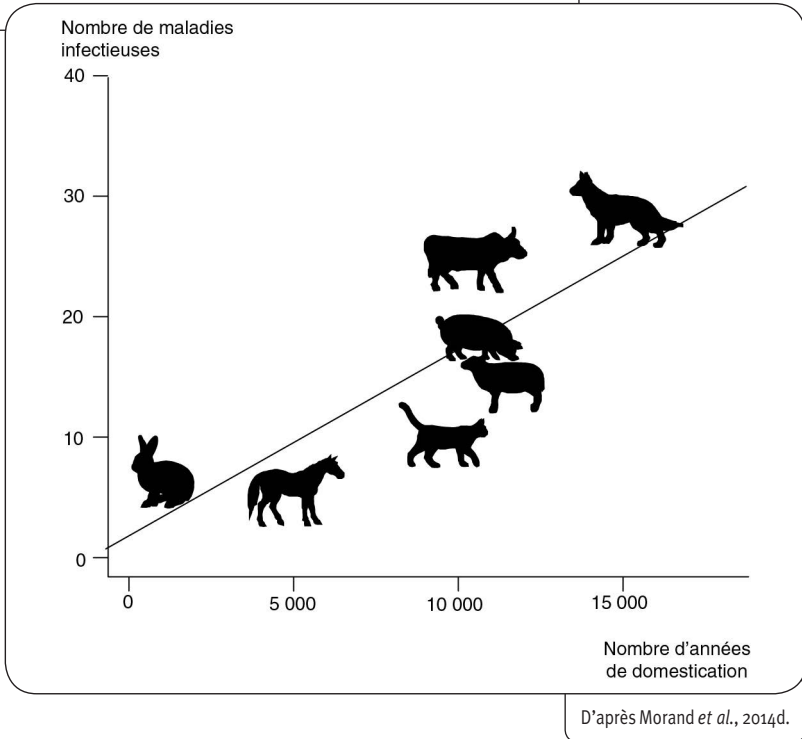 Nombre de maladies
infectieuses
40
30
20
10
0
0
5 000
10 000
15 000
Nombre d’années
de domestication
D’après Morand et al., 2014d.